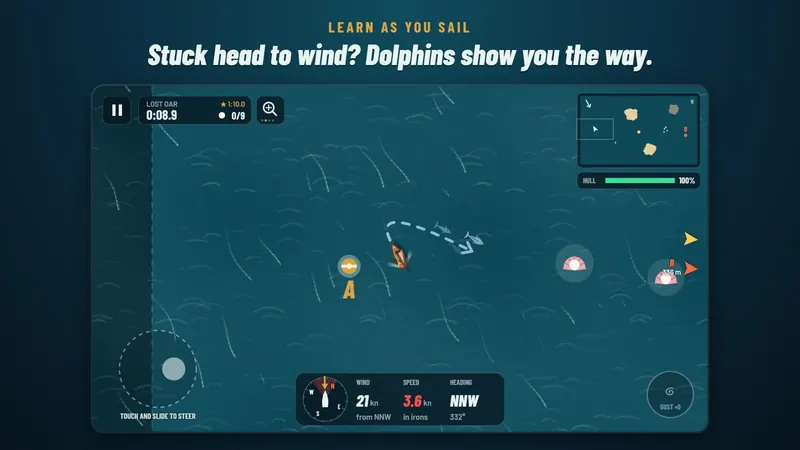 LEARN AS YOU SAIL
Stuck head to wind? Dolphins show you the way.
LOST OAR
★ 1:10.0
0:08.9
0/9
HULL
100%
A
B
336 m
TOUCH AND SLIDE TO STEER
N
W
E
S
WIND
21 kn
from NNW
SPEED
3.6 kn
in irons
HEADING
NNW
332°